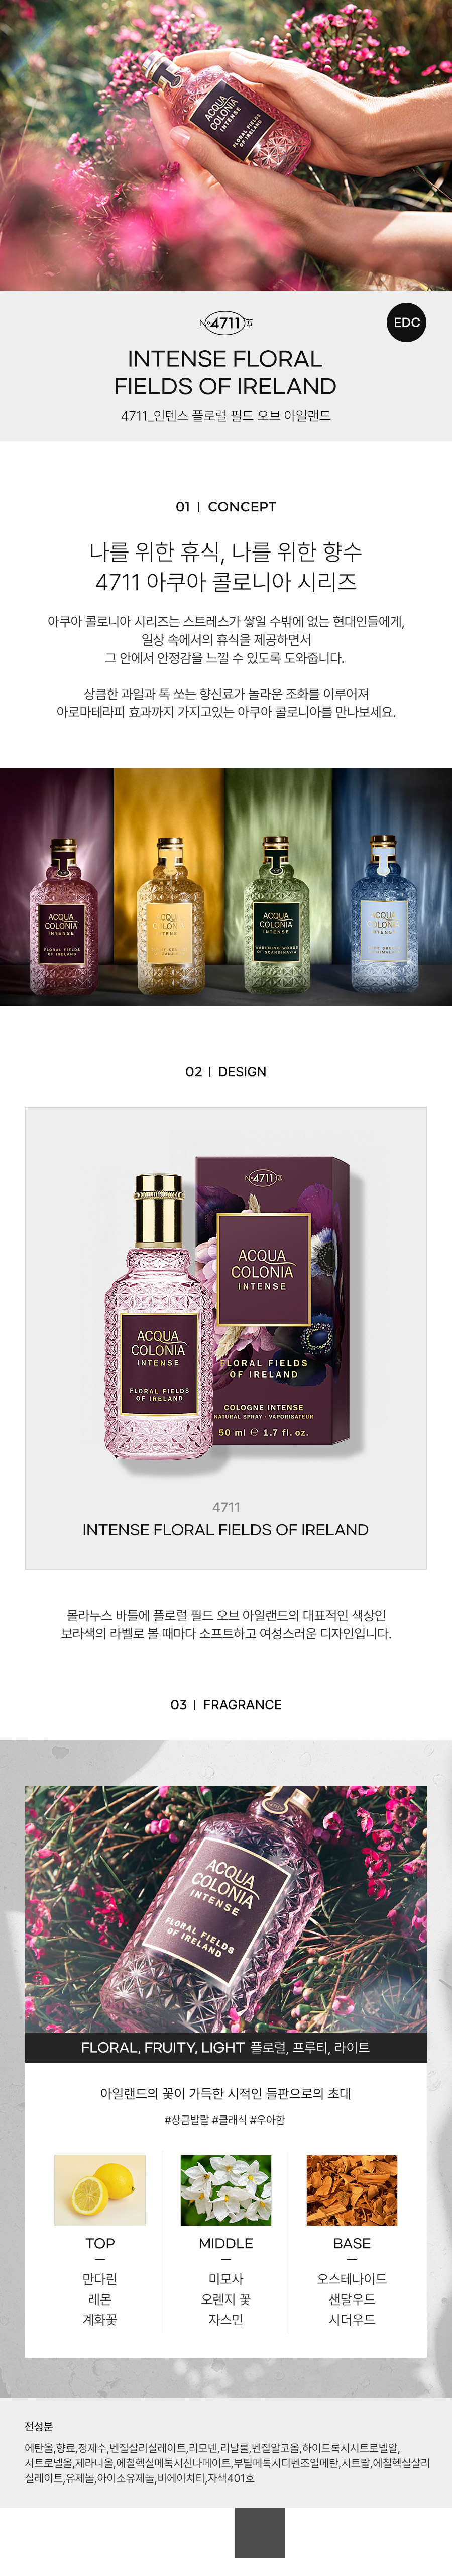 ACQUA
COLONIA
INTENSE
FLORAL FIELDS
OF IRELAND
Nº4711
EDC
INTENSE FLORAL
FIELDS OF IRELAND
4711_인텐스 플로럴 필드 오브 아일랜드
01 | CONCEPT
나를 위한 휴식, 나를 위한 향수
4711 아쿠아 콜로니아 시리즈
아쿠아 콜로니아 시리즈는 스트레스가 쌓일 수밖에 없는 현대인들에게,
일상 속에서의 휴식을 제공하면서
그 안에서 안정감을 느낄 수 있도록 도와줍니다.
상큼한 과일과 톡 쏘는 향신료가 놀라운 조화를 이루어져
아로마테라피 효과까지 가지고있는 아쿠아 콜로니아를 만나보세요.
ACQUA
COLONIA
INTENSE
FLORAL FIELDS
OF IRELAND
ACQUA
COLONIA
INTENSE
ACQUA
COLONIA
INTENSE
WAKENING WOODS
OF SCANDINAVIA
ACQUA
COLONIA
INTENSE
02 | DESIGN
Nº4711
ACQUA
COLONIA
INTENSE
FLORAL FIELDS
OF IRELAND
COLOGNE INTENSE
NATURAL SPRAY - VAPORISATEUR
50 ml ℮ 1.7 fl. oz.
ACQUA
COLONIA
INTENSE
FLORAL FIELDS
OF IRELAND
4711
INTENSE FLORAL FIELDS OF IRELAND
몰라누스 바틀에 플로럴 필드 오브 아일랜드의 대표적인 색상인
보라색의 라벨로 볼 때마다 소프트하고 여성스러운 디자인입니다.
03 | FRAGRANCE
ACQUA
COLONIA
INTENSE
FLORAL FIELDS
OF IRELAND
FLORAL, FRUITY, LIGHT 플로럴, 프루티, 라이트
아일랜드의 꽃이 가득한 시적인 들판으로의 초대
#상큼발랄 #클래식 #우아함
TOP
만다린
레몬
계화꽃
MIDDLE
미모사
오렌지 꽃
자스민
BASE
오스테나이드
샌달우드
시더우드
전성분
에탄올,향료,정제수,벤질살리실레이트,리모넨,리날룰,벤질알코올,하이드록시시트로넬알,
시트로넬올,제라니올,에칠헥실메톡시신나메이트,부틸메톡시디벤조일메탄,시트랄,에칠헥실살리
실레이트,유제놀,아이소유제놀,비에이치티,자색401호